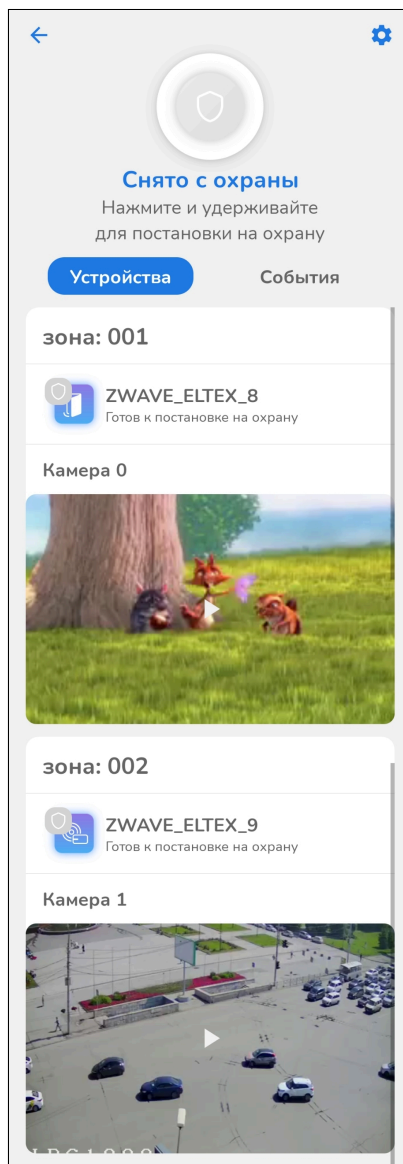 Снято с охраны
Нажмите и удерживайте
для постановки на охрану
Устройства События
зона: 001
ZWAVE_ELTEX_8
Готов к постановке на охрану
Камера 0
зона: 002
ZWAVE_ELTEX_9
Готов к постановке на охрану
Камера 1